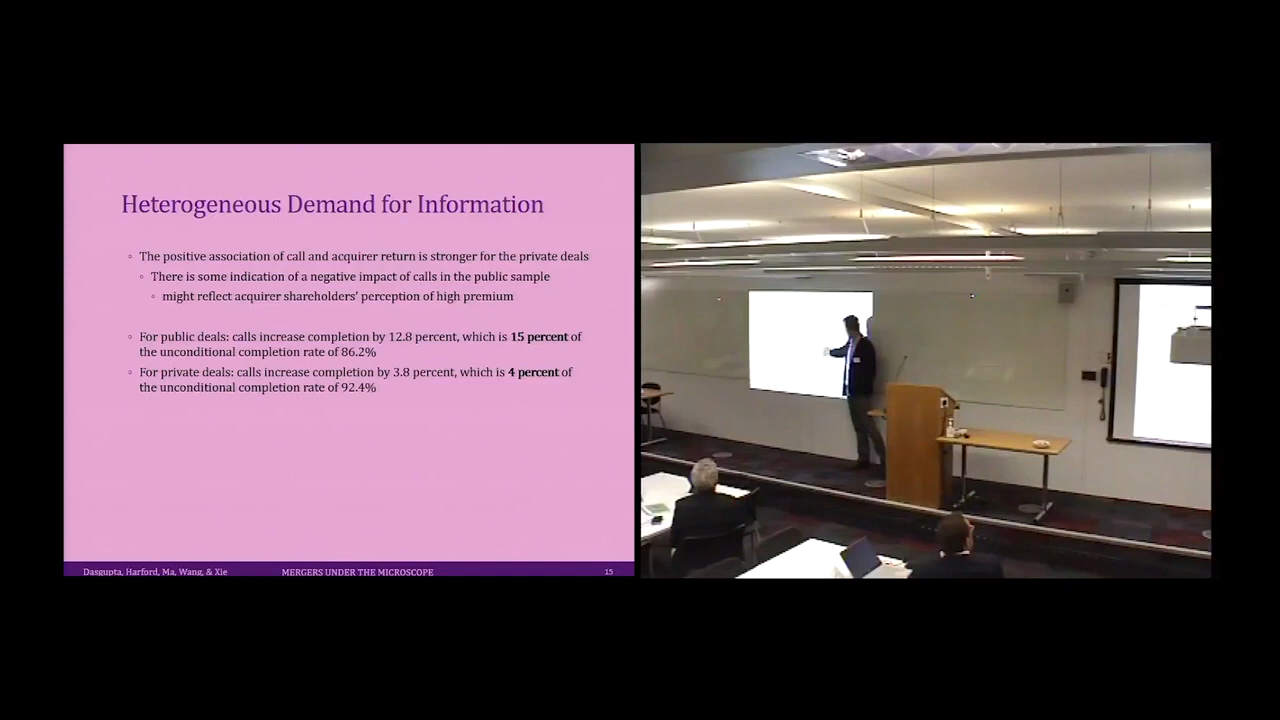 Heterogeneous Demand for Information
◦ The positive association of call and acquirer return is stronger for the private deals
◦ There is some indication of a negative impact of calls in the public sample
◦ might reflect acquirer shareholders’ perception of high premium
◦ For public deals: calls increase completion by 12.8 percent, which is 15 percent of
the unconditional completion rate of 86.2%
◦ For private deals: calls increase completion by 3.8 percent, which is 4 percent of
the unconditional completion rate of 92.4%
Dasgupta, Harford, Ma, Wang, & Xie
MERGERS UNDER THE MICROSCOPE
15